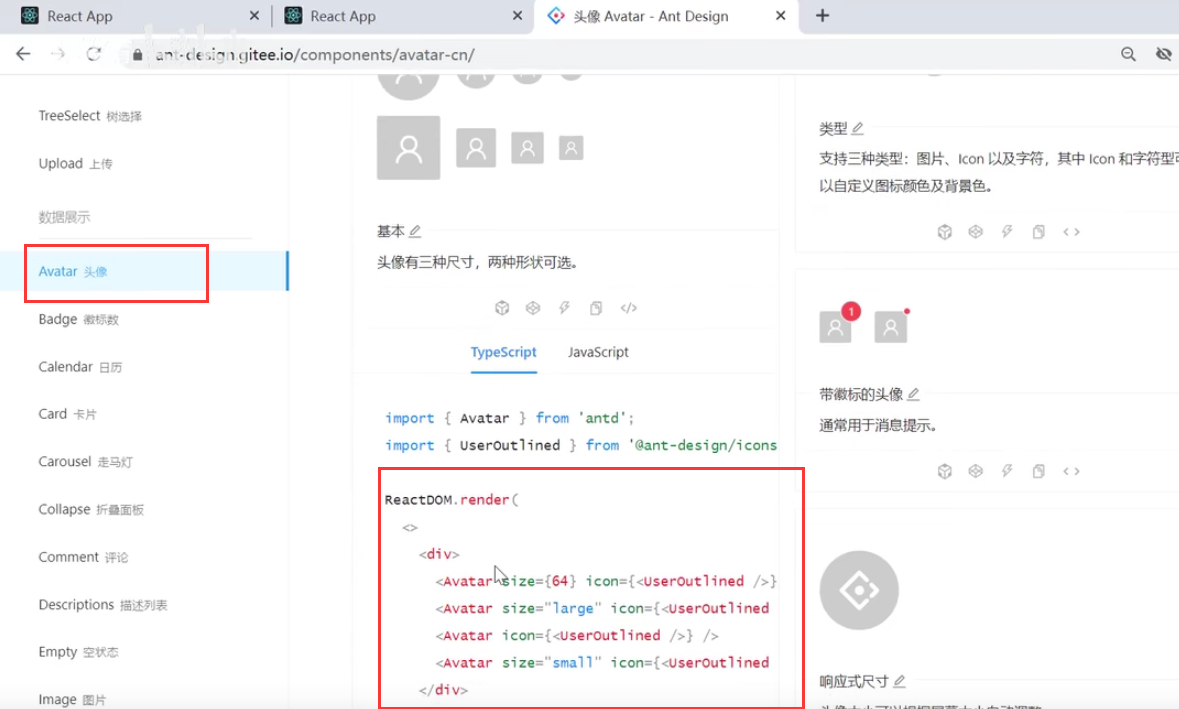 React App
React App
头像 Avatar - Ant Design
ant-design.gitee.io/components/avatar-cn/
TreeSelect 树选择
Upload 上传
数据展示
Avatar 头像
Badge 徽标数
Calendar 日历
Card 卡片
Carousel 走马灯
Collapse 折叠面板
Comment 评论
Descriptions 描述列表
Empty 空状态
Image 图片
基本
头像有三种尺寸，两种形状可选。
TypeScript JavaScript
import { Avatar } from 'antd';
import { UserOutlined } from '@ant-design/icons
ReactDOM.render(
<>
<div>
<Avatar size={64} icon={<UserOutlined />}
<Avatar size="large" icon={<UserOutlined
<Avatar icon={<UserOutlined />} />
<Avatar size="small" icon={<UserOutlined
</div>
类型
支持三种类型：图片、Icon 以及字符，其中 Icon 和字符型
以自定义图标颜色及背景色。
1
带徽标的头像
通常用于消息提示。
响应式尺寸